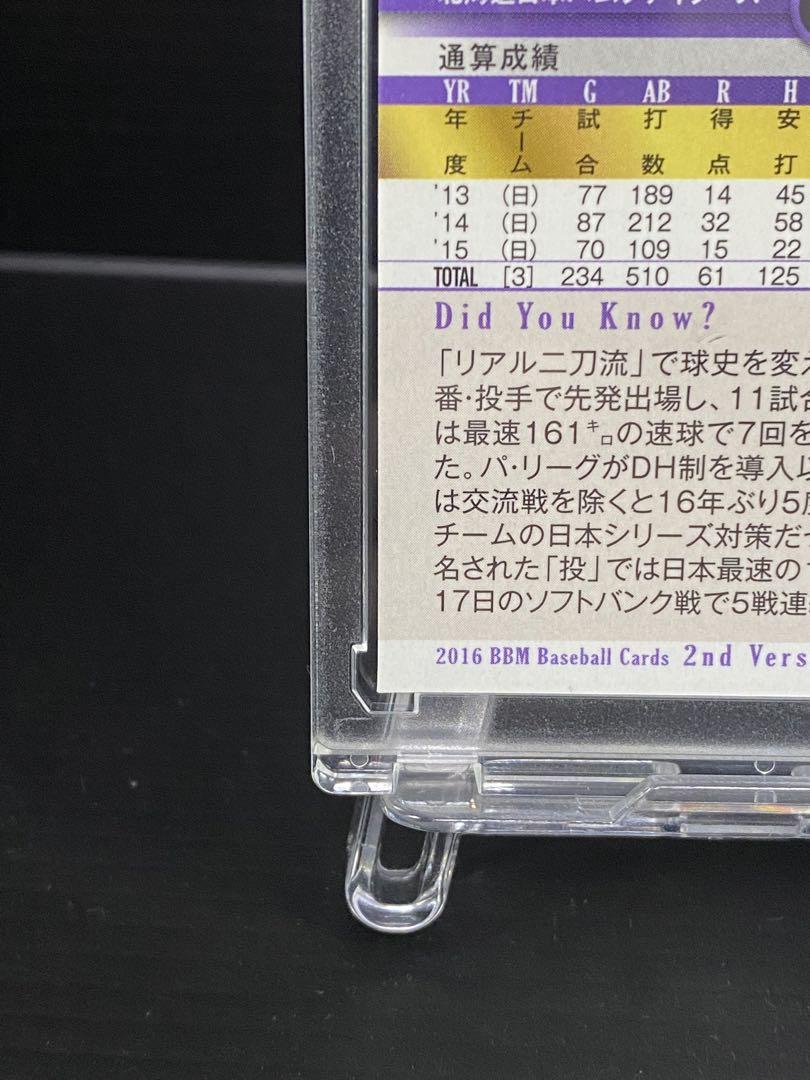 通算成績
YR TM G AB R H
年度 チーム 試合 打数 得点 安打
'13 (日) 77 189 14 45
'14 (日) 87 212 32 58
'15 (日) 70 109 15 22
TOTAL [3] 234 510 61 125
Did You Know?
「リアル二刀流」で球史を変え
番・投手で先発出場し、11試合
は最速161㌔の速球で7回を
た。パ・リーグがDH制を導入以
は交流戦を除くと16年ぶり5度
チームの日本シリーズ対策だっ
名された「投」では日本最速の1
17日のソフトバンク戦で5戦連
2016 BBM Baseball Cards 2nd Vers